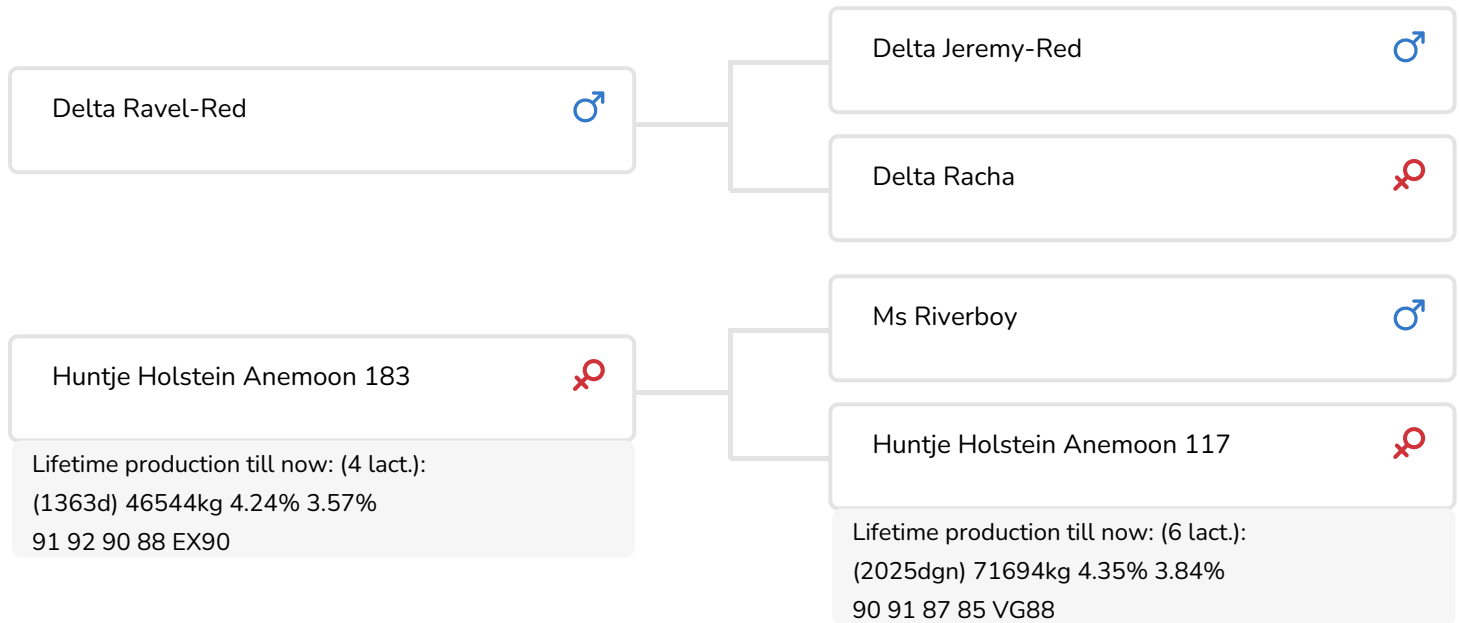 Delta Jeremy-Red
Delta Ravel-Red
Delta Racha
Ms Riverboy
Huntje Holstein Anemoon 183
Lifetime production till now: (4 lact.):
(1363d) 46544kg 4.24% 3.57%
91 92 90 88 EX90
Huntje Holstein Anemoon 117
Lifetime production till now: (6 lact.):
(2025dgn) 71694kg 4.35% 3.84%
90 91 87 85 VG88